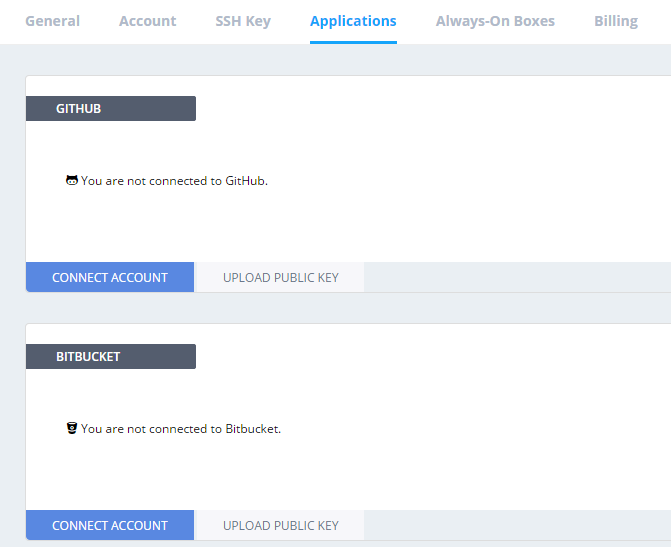 General Account SSH Key Applications Always-On Boxes Billing
GITHUB
You are not connected to GitHub.
CONNECT ACCOUNT UPLOAD PUBLIC KEY
BITBUCKET
You are not connected to Bitbucket.
CONNECT ACCOUNT UPLOAD PUBLIC KEY